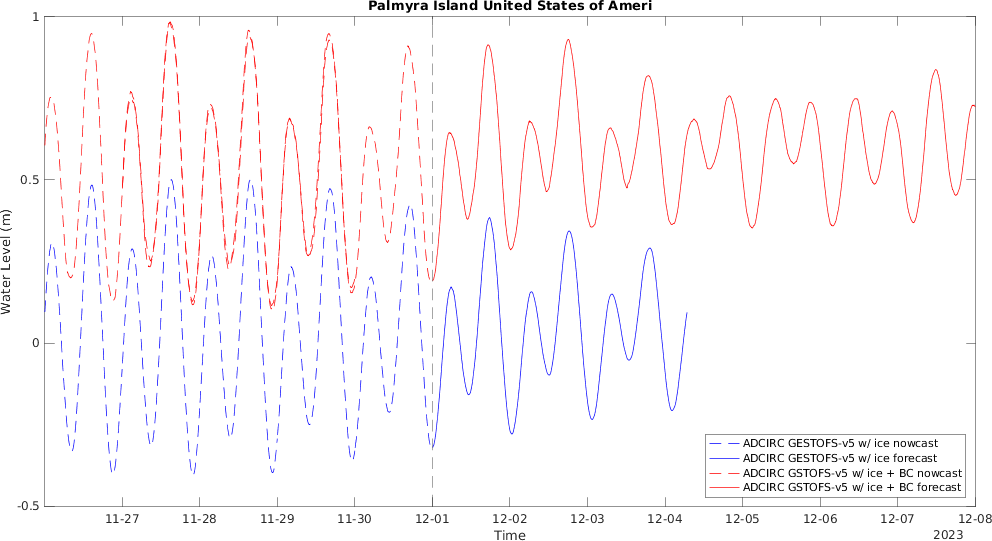 Palmyra Island United States of Ameri
Water Level (m)
1
0.5
0
-0.5
11-27 11-28 11-29 11-30 12-01 12-02 12-03 12-04 12-05 12-06 12-07 12-08
Time
2023
ADCIRC GESTOFS-v5 w/ ice nowcast
ADCIRC GESTOFS-v5 w/ ice forecast
ADCIRC GSTOFS-v5 w/ ice + BC nowcast
ADCIRC GSTOFS-v5 w/ ice + BC forecast